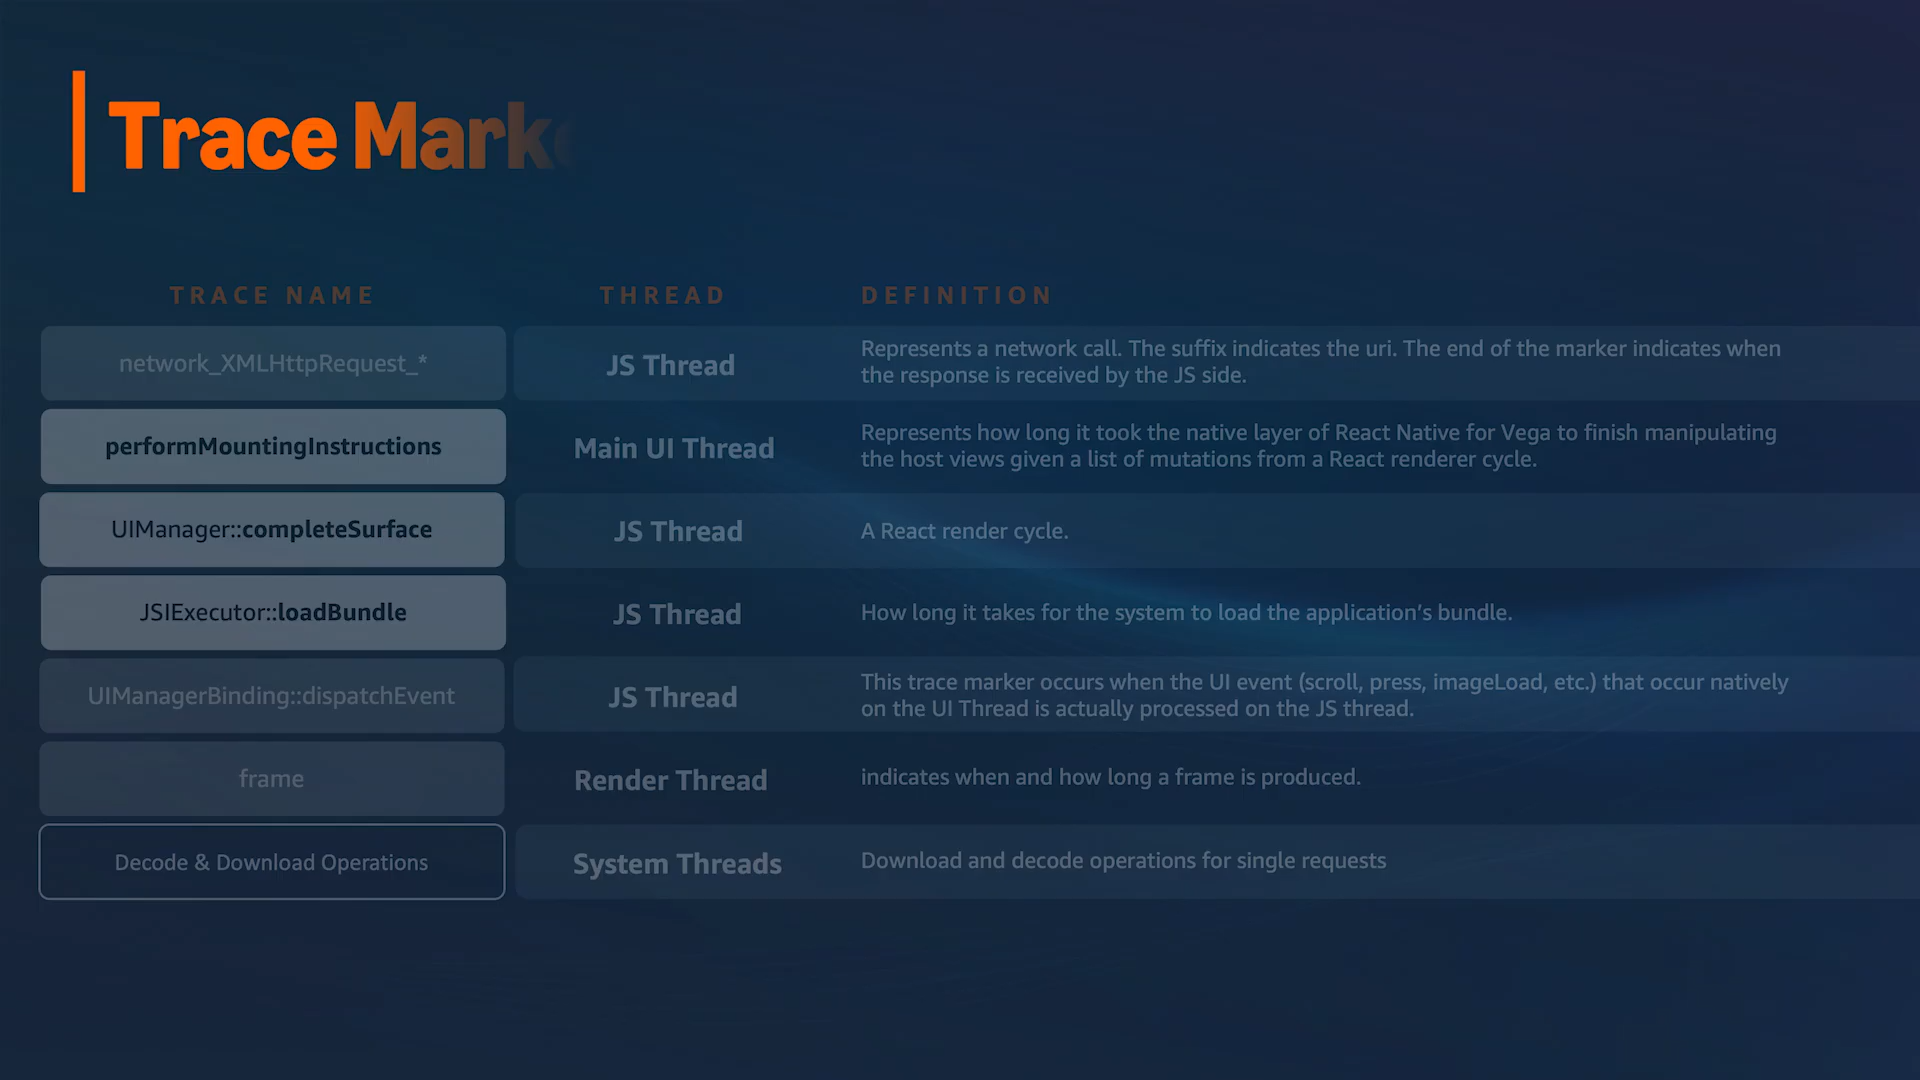 Trace Marke
TRACE NAME THREAD DEFINITION
network_XMLHttpRequest_* JS Thread Represents a network call. The suffix indicates the uri. The end of the marker indicates when
the response is received by the JS side.
performMountingInstructions Main UI Thread Represents how long it took the native layer of React Native for Vega to finish manipulating
the host views given a list of mutations from a React renderer cycle.
UIManager::completeSurface JS Thread A React render cycle.
JSIExecutor::loadBundle JS Thread How long it takes for the system to load the application’s bundle.
UIManagerBinding::dispatchEvent JS Thread This trace marker occurs when the UI event (scroll, press, imageLoad, etc.) that occur natively
on the UI Thread is actually processed on the JS thread.
frame Render Thread indicates when and how long a frame is produced.
Decode & Download Operations System Threads Download and decode operations for single requests